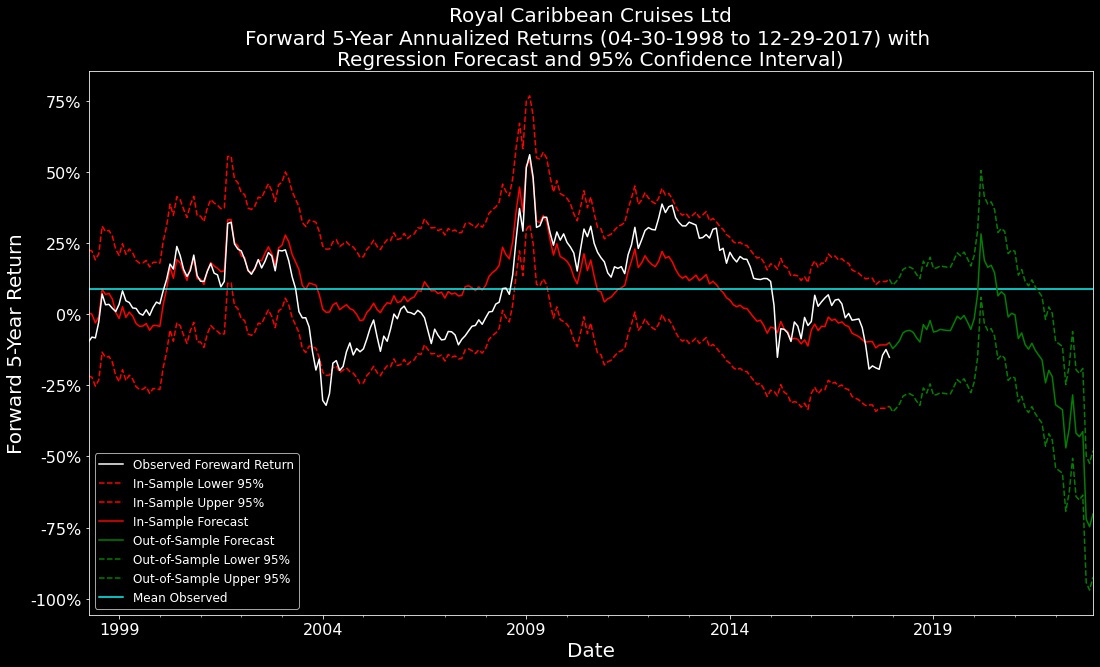 Royal Caribbean Cruises Ltd
Forward 5-Year Annualized Returns (04-30-1998 to 12-29-2017) with
Regression Forecast and 95% Confidence Interval)
Forward 5-Year Return
75%
50%
25%
0%
-25%
-50%
-75%
-100%
Observed Foreward Return
In-Sample Lower 95%
In-Sample Upper 95%
In-Sample Forecast
Out-of-Sample Forecast
Out-of-Sample Lower 95%
Out-of-Sample Upper 95%
Mean Observed
1999
2004
2009
2014
2019
Date